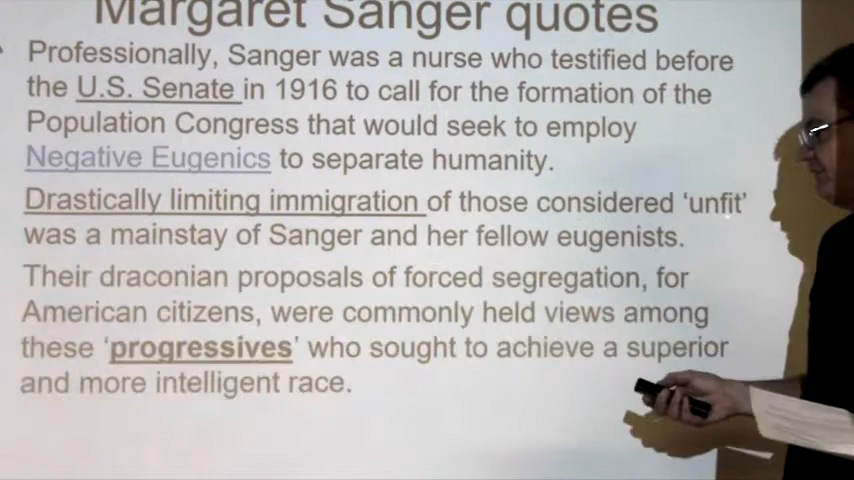 Margaret Sanger quotes
Professionally, Sanger was a nurse who testified before
the U.S. Senate in 1916 to call for the formation of the
Population Congress that would seek to employ
Negative Eugenics to separate humanity.
Drastically limiting immigration of those considered 'unfit'
was a mainstay of Sanger and her fellow eugenists.
Their draconian proposals of forced segregation, for
American citizens, were commonly held views among
these 'progressives' who sought to achieve a superior
and more intelligent race.